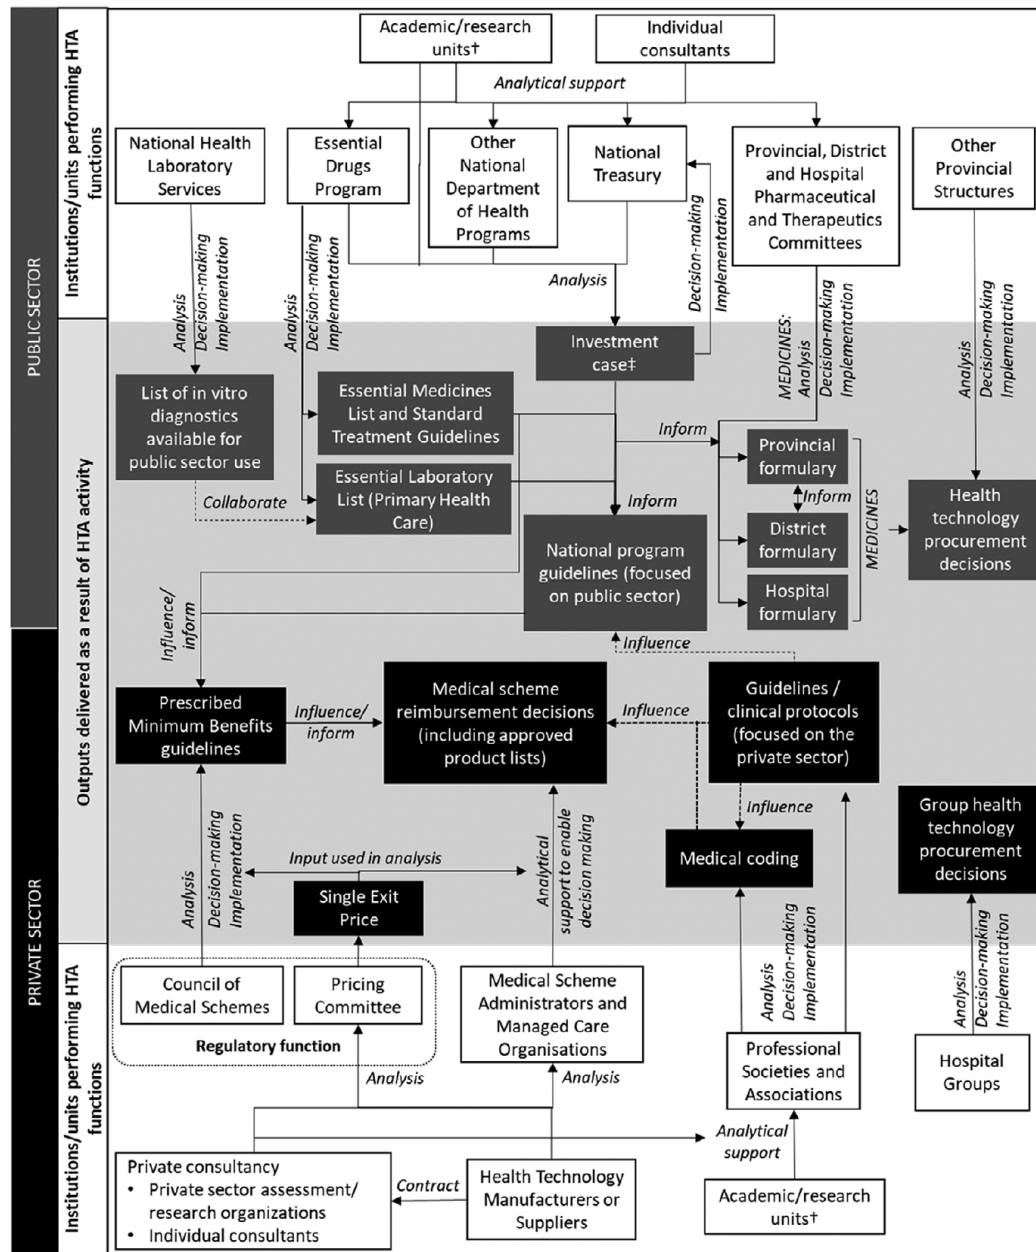 PUBLIC SECTOR
PRIVATE SECTOR
Institutions/units performing HTA
functions
Outputs delivered as a result of HTA activity
Institutions/units performing HTA
functions
Academic/research
units†
Individual
consultants
Analytical support
National Health
Laboratory
Services
Essential
Drugs
Program
Other
National
Department of
Health
Programs
National
Treasury
Provincial, District
and Hospital
Pharmaceutical
and Therapeutics
Committees
Other
Provincial
Structures
Analysis
Decision-making
Implementation
Analysis
Decision-making
Implementation
Analysis
Decision-making
Implementation
MEDICINES:
Analysis
Decision-making
Implementation
Analysis
Decision-making
Implementation
Investment
case‡
List of in vitro
diagnostics
available for
public sector use
Essential Medicines
List and Standard
Treatment Guidelines
Inform
Provincial
formulary
Essential Laboratory
List (Primary Health
Care)
Collaborate
Inform
Inform
MEDICINES
Health
technology
procurement
decisions
National program
guidelines (focused
on public sector)
District
formulary
Hospital
formulary
Influence/
inform
Influence
Prescribed
Minimum Benefits
guidelines
Influence/
inform
Medical scheme
reimbursement decisions
(including approved
product lists)
Influence
Guidelines /
clinical protocols
(focused on the
private sector)
Influence
Medical coding
Group health
technology
procurement
decisions
Analysis
Decision-making
Implementation
Input used in analysis
Single Exit
Price
Analytical
support to enable
decision making
Analysis
Decision-making
Implementation
Analysis
Decision-making
Implementation
Council of
Medical Schemes
Pricing
Committee
Regulatory function
Medical Scheme
Administrators and
Managed Care
Organisations
Professional
Societies and
Associations
Hospital
Groups
Analysis
Analysis
Analytical
support
Private consultancy
• Private sector assessment/
research organizations
• Individual consultants
Contract
Health Technology
Manufacturers or
Suppliers
Academic/research
units†